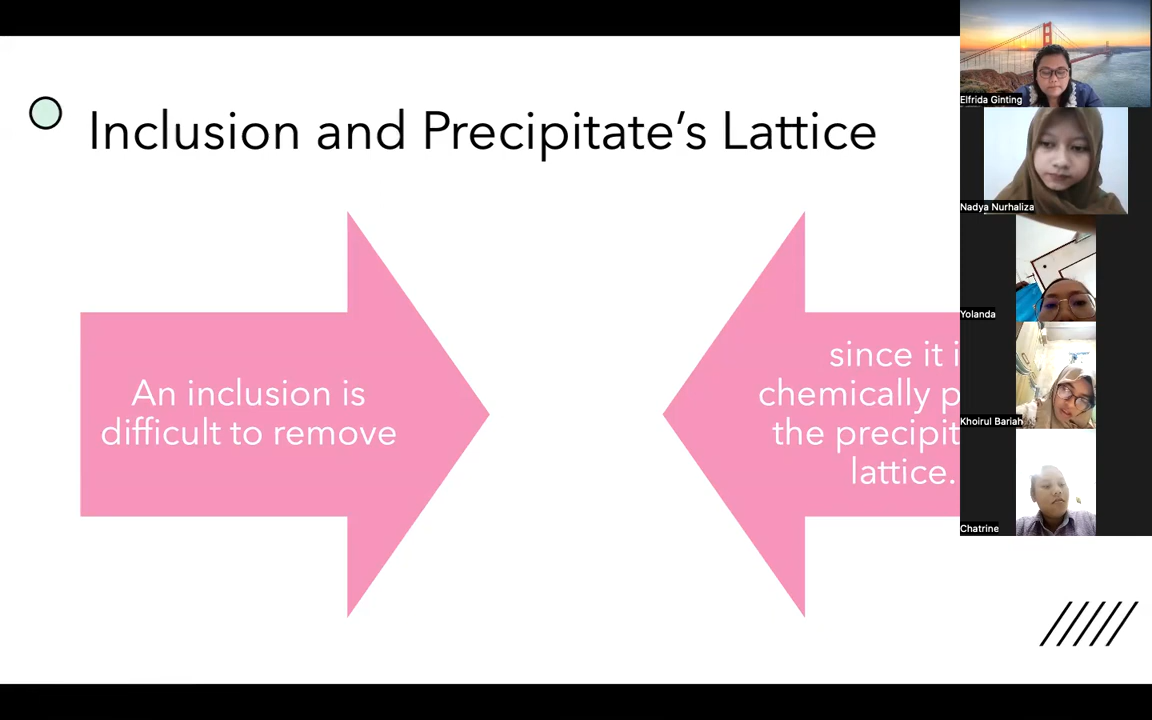 Inclusion and Precipitate's Lattice
An inclusion is
difficult to remove
since it i
chemically p
the precipit
lattice.
Elfrida Ginting
Nadya Nurhaliza
Yolanda
Khoirul Bariah
Chatrine